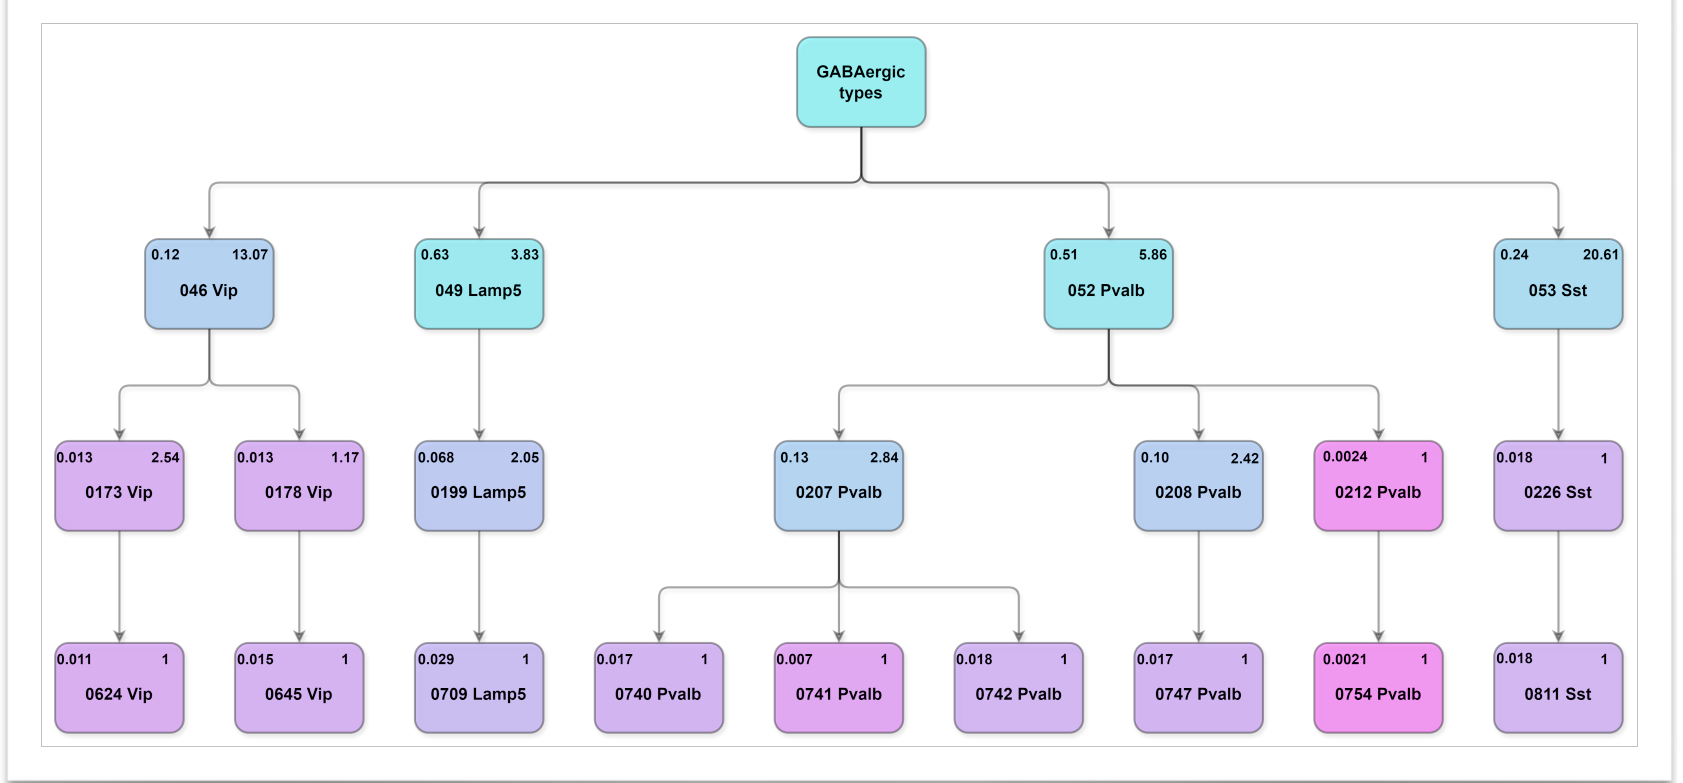 GABAergic
types
0.12 13.07
046 Vip
0.63 3.83
049 Lamp5
0.51 5.86
052 Pvalb
0.24 20.61
053 Sst
0.013 2.54
0173 Vip
0.013 1.17
0178 Vip
0.068 2.05
0199 Lamp5
0.13 2.84
0207 Pvalb
0.10 2.42
0208 Pvalb
0.0024 1
0212 Pvalb
0.018 1
0226 Sst
0.011 1
0624 Vip
0.015 1
0645 Vip
0.029 1
0709 Lamp5
0.017 1
0740 Pvalb
0.007 1
0741 Pvalb
0.018 1
0742 Pvalb
0.017 1
0747 Pvalb
0.0021 1
0754 Pvalb
0.018 1
0811 Sst